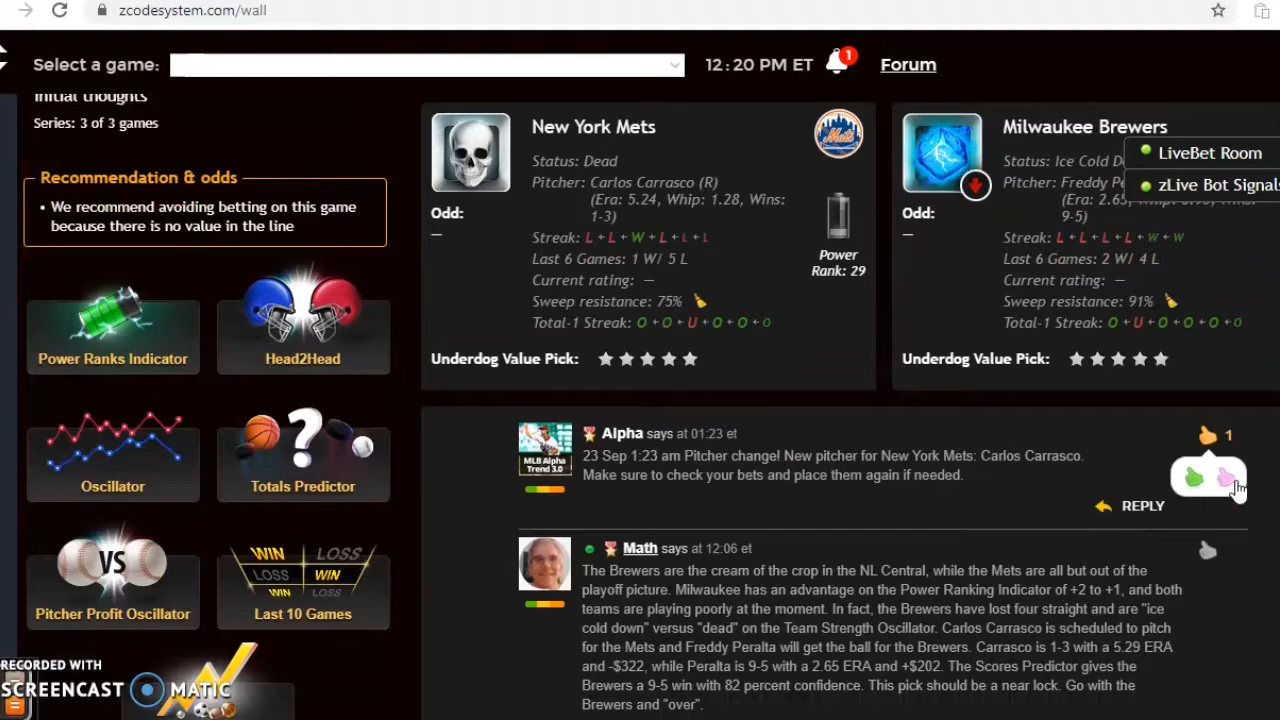 zcodesystem.com/wall
Select a game:
12:20 PM ET
1
Forum
Initial thoughts
Series: 3 of 3 games
Recommendation & odds
• We recommend avoiding betting on this game
because there is no value in the line
Power Ranks Indicator
Head2Head
Oscillator
Totals Predictor
VS
Pitcher Profit Oscillator
WIN LOSS
LOSS WIN
WIN LOSS
Last 10 Games
RECORDED WITH
SCREENCAST MATIC
New York Mets
Mets
Status: Dead
Pitcher: Carlos Carrasco (R)
(Era: 5.24, Whip: 1.28, Wins:
1-3)
Odd:
—
Streak: L + L + W + L + L + L
Last 6 Games: 1 W/ 5 L
Current rating: —
Sweep resistance: 75%
Total-1 Streak: O + O + U + O + O + O
Power
Rank: 29
Underdog Value Pick:
Milwaukee Brewers
Status: Ice Cold D
Pitcher: Freddy Pe
(Era: 2.65,
9-5)
Odd:
—
Streak: L + L + L + L + W + W
Last 6 Games: 2 W/ 4 L
Current rating: —
Sweep resistance: 91%
Total-1 Streak: O + U + O + O + O + O
Underdog Value Pick:
LiveBet Room
zLive Bot Signals
MLB Alpha
Trend 3.0
Alpha says at 01:23 et
1
23 Sep 1:23 am Pitcher change! New pitcher for New York Mets: Carlos Carrasco.
Make sure to check your bets and place them again if needed.
REPLY
Math says at 12:06 et
The Brewers are the cream of the crop in the NL Central, while the Mets are all but out of the
playoff picture. Milwaukee has an advantage on the Power Ranking Indicator of +2 to +1, and both
teams are playing poorly at the moment. In fact, the Brewers have lost four straight and are "ice
cold down" versus "dead" on the Team Strength Oscillator. Carlos Carrasco is scheduled to pitch
for the Mets and Freddy Peralta will get the ball for the Brewers. Carrasco is 1-3 with a 5.29 ERA
and -$322, while Peralta is 9-5 with a 2.65 ERA and +$202. The Scores Predictor gives the
Brewers a 9-5 win with 82 percent confidence. This pick should be a near lock. Go with the
Brewers and "over".